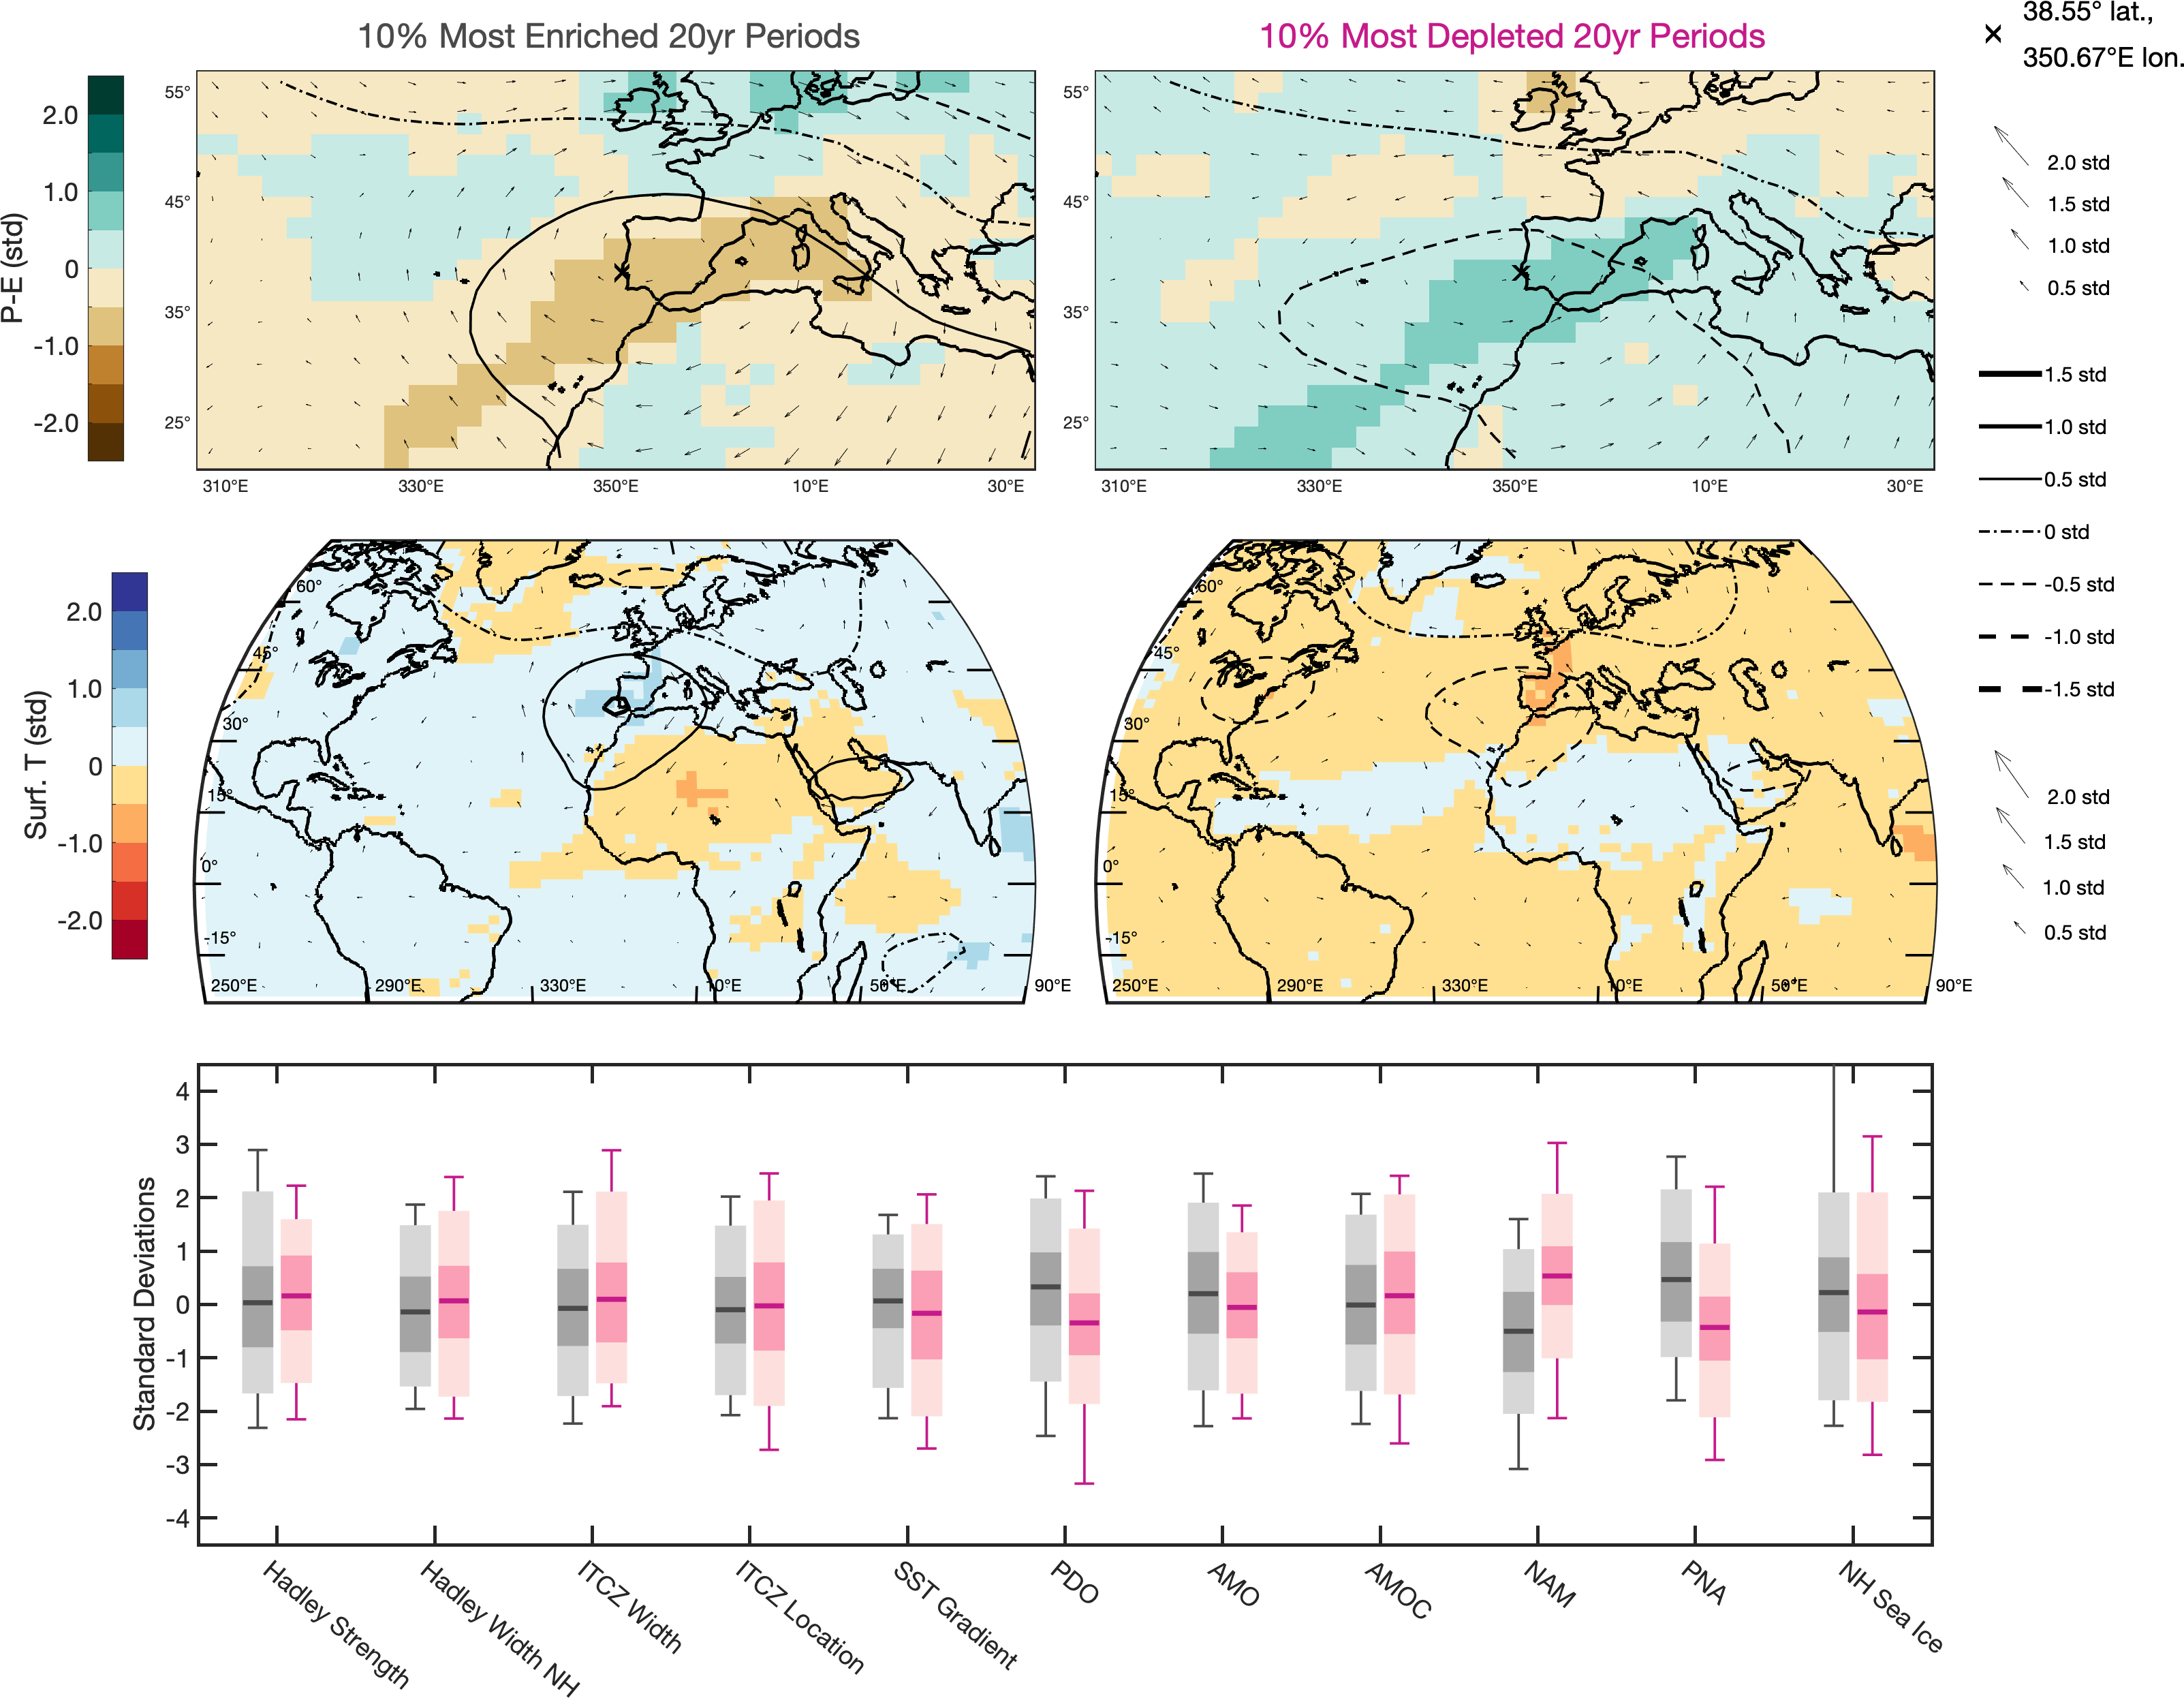 10% Most Enriched 20yr Periods
10% Most Depleted 20yr Periods
38.55° lat.,
350.67°E lon.
P-E (std)
2.0
1.0
0
-1.0
-2.0
55°
45°
35°
25°
310°E 330°E 350°E 10°E 30°E
55°
45°
35°
25°
310°E 330°E 350°E 10°E 30°E
2.0 std
1.5 std
1.0 std
0.5 std
1.5 std
1.0 std
0.5 std
0 std
-0.5 std
-1.0 std
-1.5 std
Surf. T (std)
2.0
1.0
0
-1.0
-2.0
60°
45°
30°
15°
0°
-15°
250°E 290°E 330°E 10°E 50°E 90°E
60°
45°
30°
15°
0°
-15°
250°E 290°E 330°E 10°E 50°E 90°E
2.0 std
1.5 std
1.0 std
0.5 std
Standard Deviations
4
3
2
1
0
-1
-2
-3
-4
Hadley Strength
Hadley Width NH
ITCZ Width
ITCZ Location
SST Gradient
PDO
AMO
AMOC
NAM
PNA
NH Sea Ice